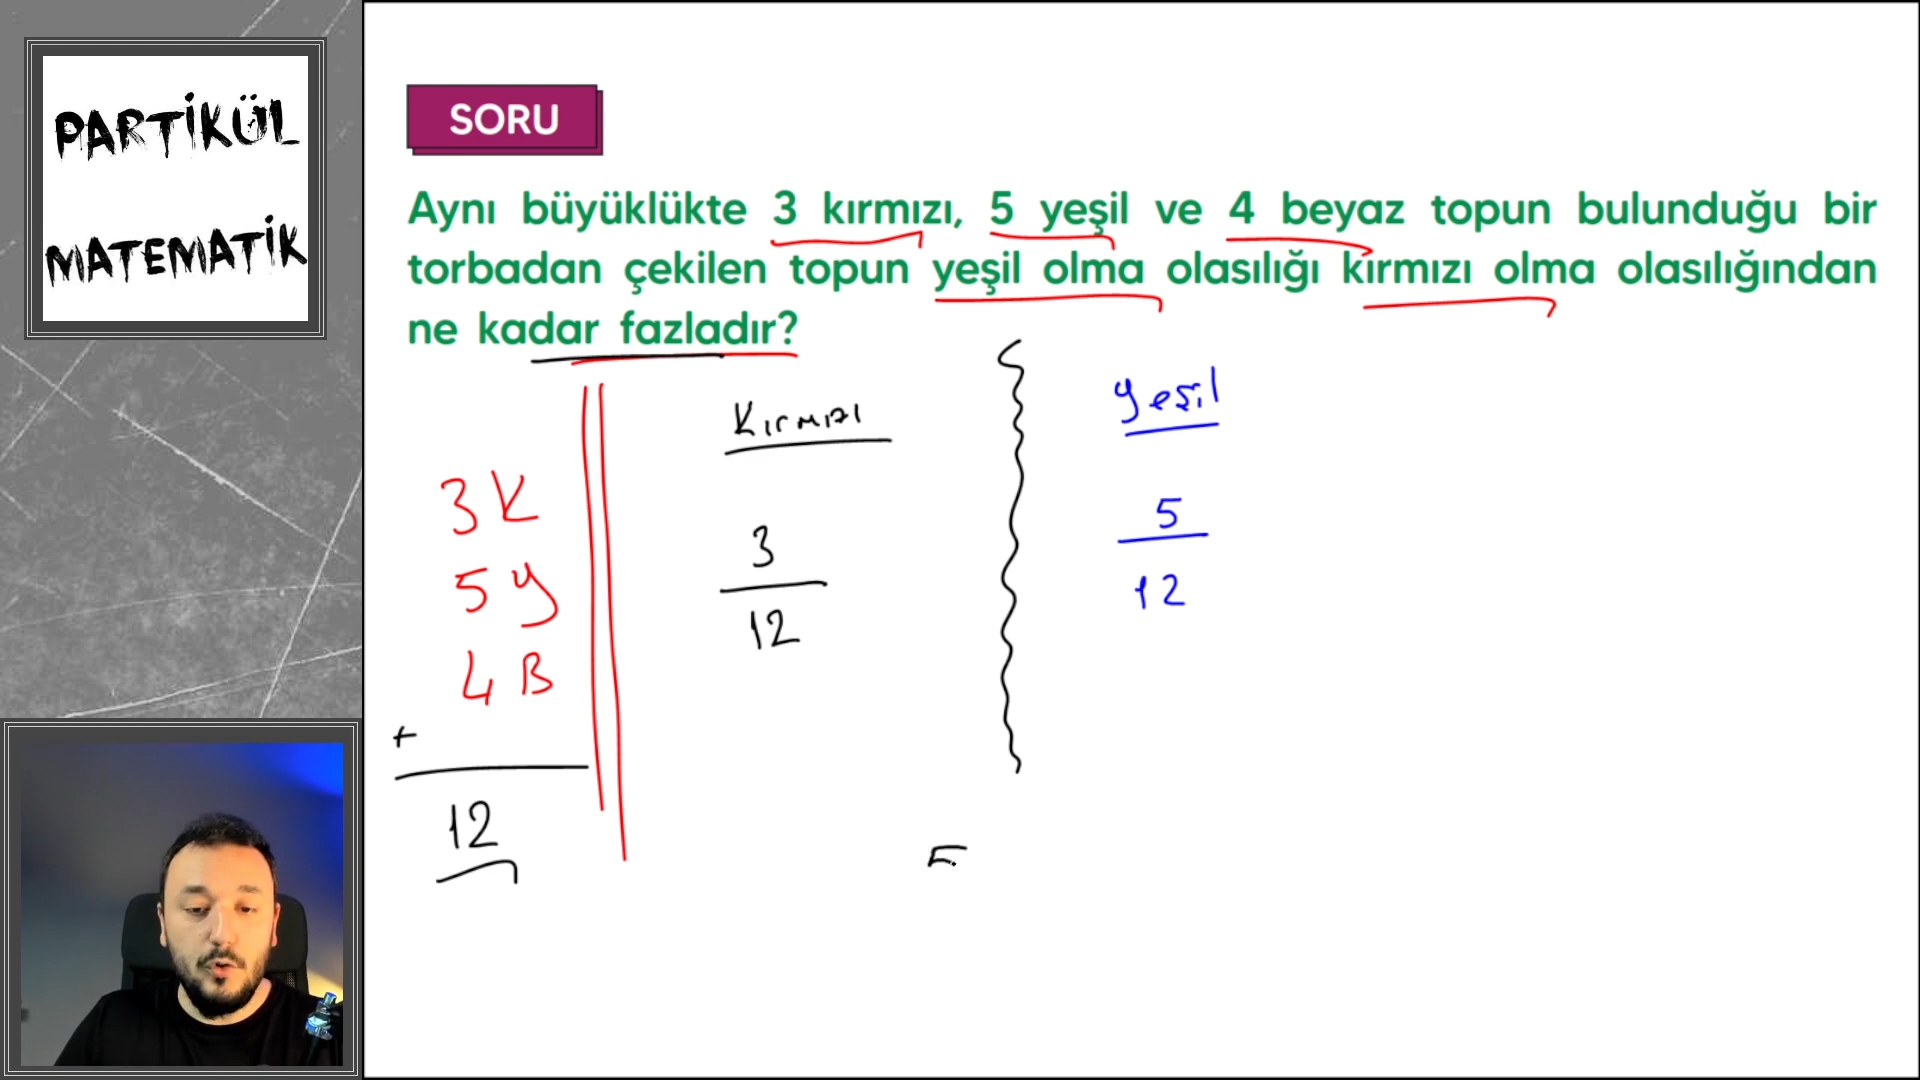 PARTİKÜL
MATEMATİK
SORU
Aynı büyüklükte 3 kırmızı, 5 yeşil ve 4 beyaz topun bulunduğu bir
torbadan çekilen topun yeşil olma olasılığı kırmızı olma olasılığından
ne kadar fazladır?
3K
5y
4B
+
12
Kırmızı
3
12
Yeşil
5
12
5